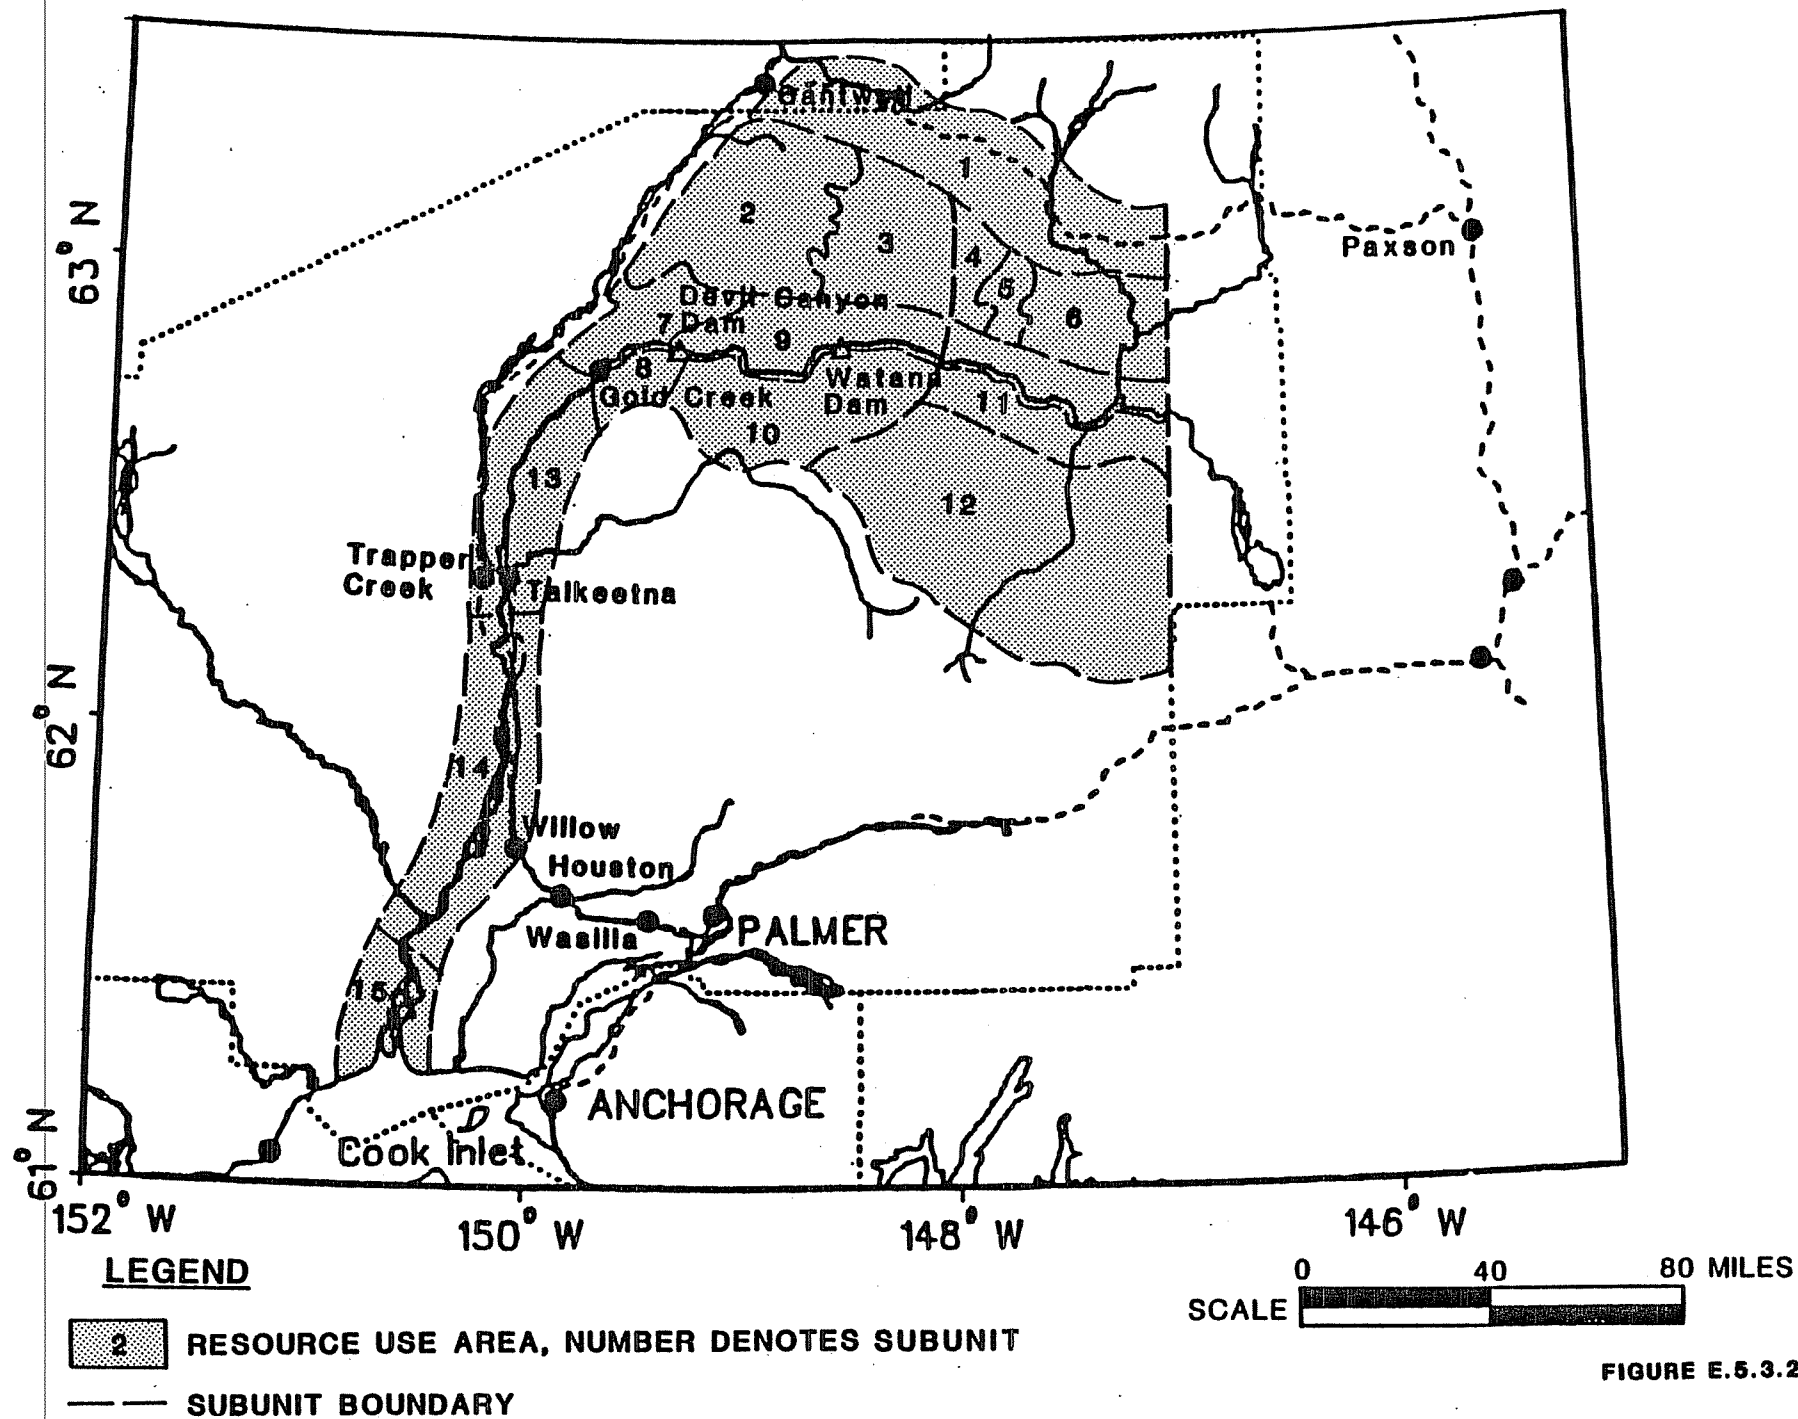 Cantwell
1
2
3
63° N
Paxson
4
5
6
Devil Canyon
7 Dam
9
8
Watana
Gold Creek
Dam
11
10
13
12
Trapper
Creek
Talkeetna
62° N
14
Willow
Houston
PALMER
Wasilla
15
ANCHORAGE
Cook Inlet
61° N
152° W
150° W
148° W
146° W
LEGEND
0 40 80 MILES
SCALE
2 RESOURCE USE AREA, NUMBER DENOTES SUBUNIT
FIGURE E.5.3.2
SUBUNIT BOUNDARY